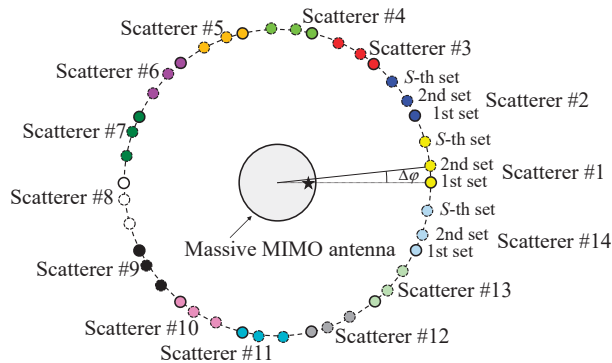 Scatterer #4
Scatterer #5
Scatterer #3
Scatterer #6
S-th set
2nd set
Scatterer #2
1st set
Scatterer #7
S-th set
2nd set
Scatterer #1
Δφ
1st set
Scatterer #8
S-th set
2nd set
Scatterer #14
1st set
Massive MIMO antenna
Scatterer #9
Scatterer #13
Scatterer #10
Scatterer #12
Scatterer #11